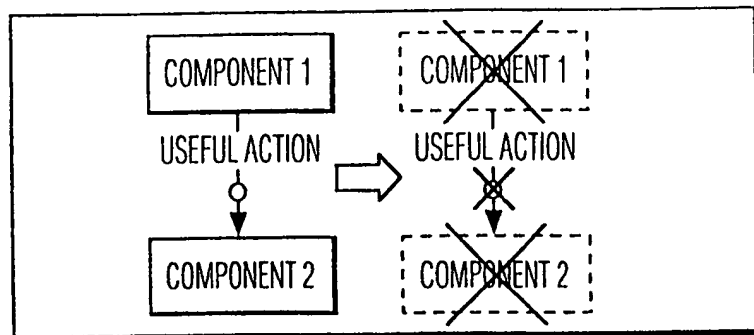 COMPONENT 1
USEFUL ACTION
COMPONENT 2
COMPONENT 1
USEFUL ACTION
COMPONENT 2